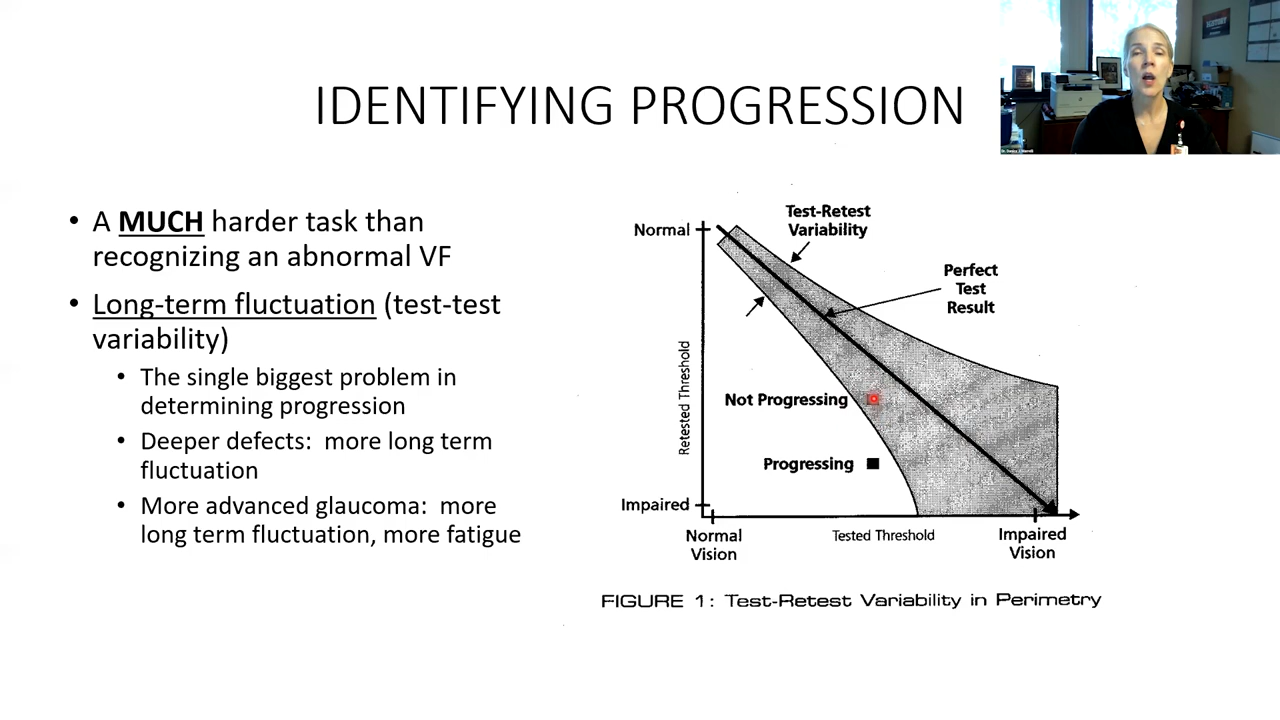 IDENTIFYING PROGRESSION
• A MUCH harder task than
recognizing an abnormal VF
• Long-term fluctuation (test-test
variability)
• The single biggest problem in
determining progression
• Deeper defects: more long term
fluctuation
• More advanced glaucoma: more
long term fluctuation, more fatigue
Test-Retest
Variability
Normal
Perfect
Test
Result
Retested Threshold
Not Progressing
Progressing
Impaired
Normal
Vision
Tested Threshold
Impaired
Vision
FIGURE 1: Test-Retest Variability in Perimetry